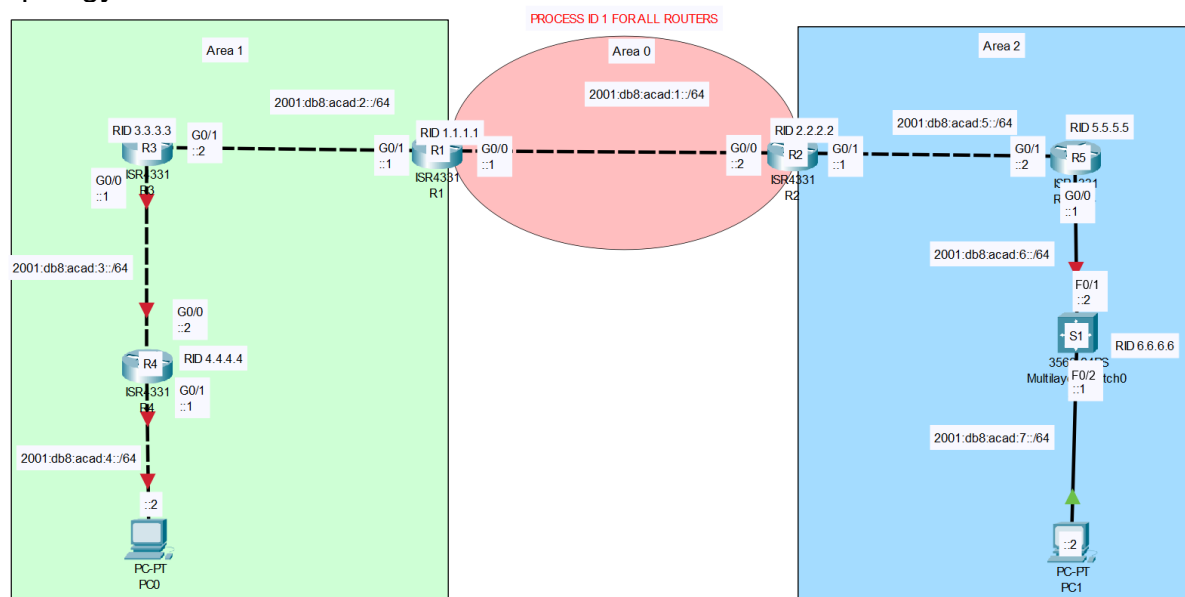 PROCESS ID 1 FOR ALL ROUTERS
Area 1
Area 0
Area 2
2001:db8:acad:2::/64
2001:db8:acad:1::/64
2001:db8:acad:5::/64
RID 3.3.3.3
R3
ISR4331
G0/1
::2
G0/0
::1
G0/1
::1
RID 1.1.1.1
R1
ISR4331
R1
G0/0
::1
G0/0
::2
RID 2.2.2.2
R2
ISR4331
R2
G0/1
::1
G0/1
::2
RID 5.5.5.5
R5
G0/0
::1
2001:db8:acad:3::/64
2001:db8:acad:6::/64
G0/0
::2
R4
RID 4.4.4.4
ISR4331
G0/1
::1
F0/1
::2
S1
RID 6.6.6.6
F0/2
::1
2001:db8:acad:4::/64
2001:db8:acad:7::/64
::2
PC-PT
PC0
::2
PC-PT
PC1